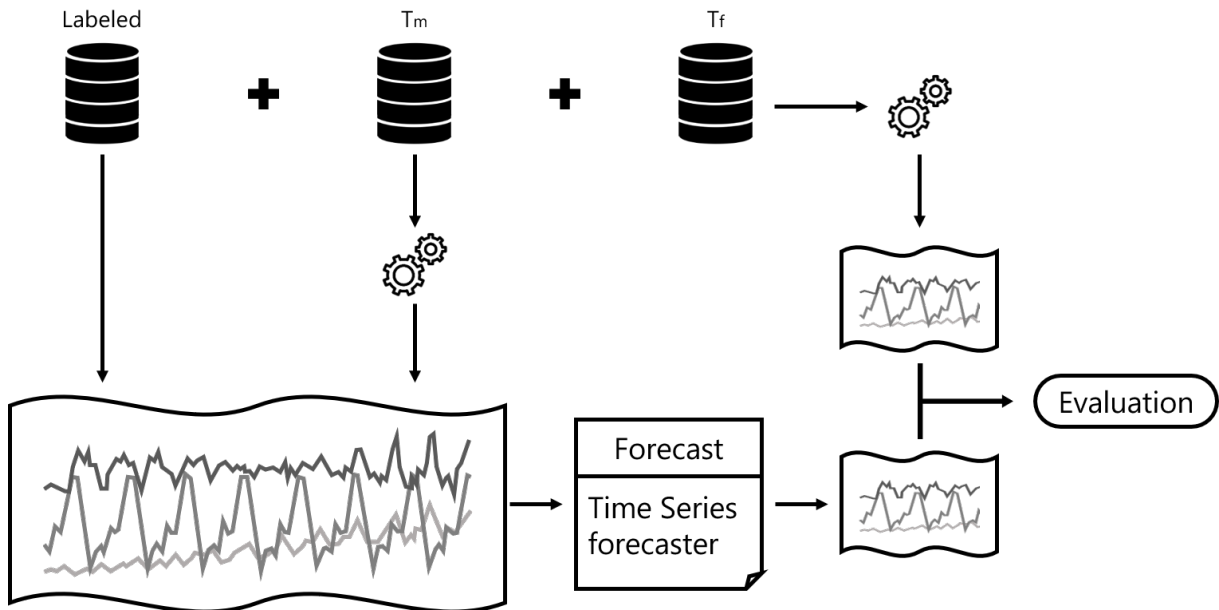 Labeled
Tm
Tf
Evaluation
Forecast
Time Series
forecaster